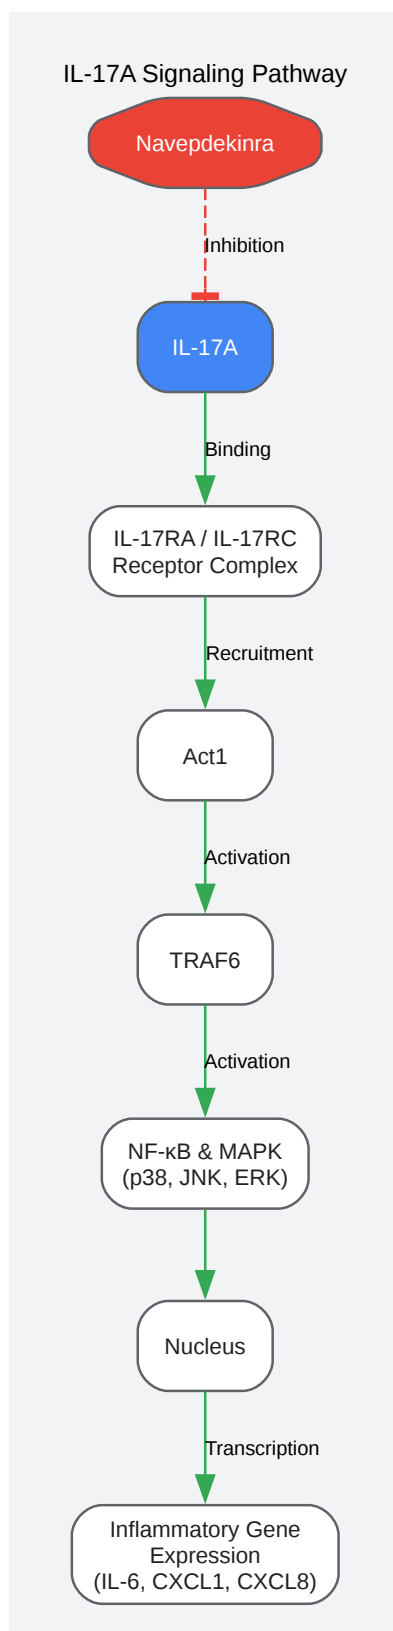 IL-17A Signaling Pathway
Navepdekinra
Inhibition
IL-17A
Binding
IL-17RA / IL-17RC
Receptor Complex
Recruitment
Act1
Activation
TRAF6
Activation
NF-κB & MAPK
(p38, JNK, ERK)
Nucleus
Transcription
Inflammatory Gene
Expression
(IL-6, CXCL1, CXCL8)